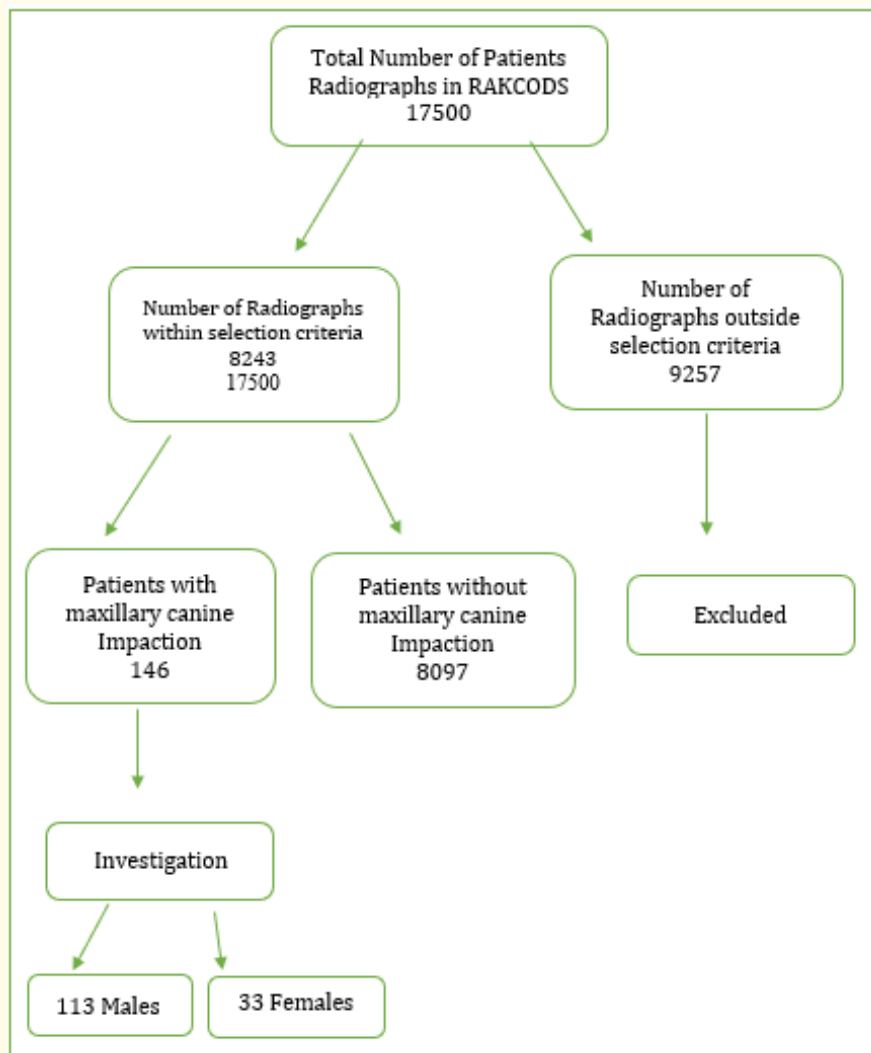 Total Number of Patients
Radiographs in RAKCODS
17500
Number of Radiographs
within selection criteria
8243
17500
Number of
Radiographs outside
selection criteria
9257
Patients with
maxillary canine
Impaction
146
Patients without
maxillary canine
Impaction
8097
Excluded
Investigation
113 Males
33 Females